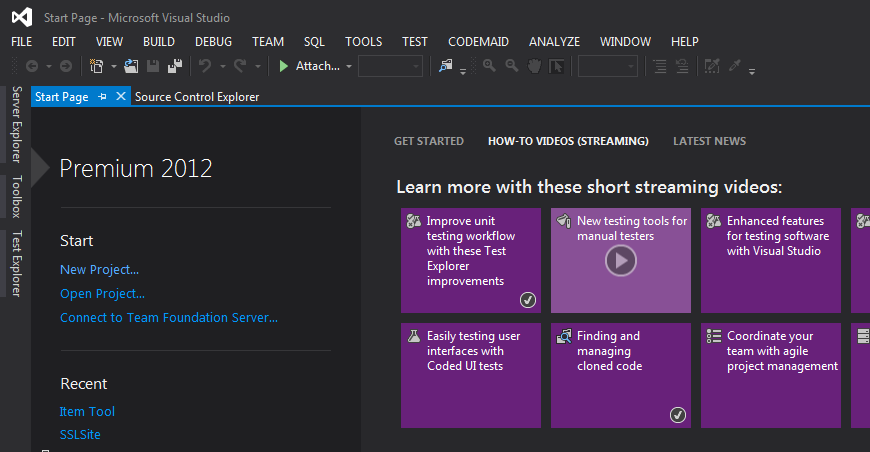 Start Page - Microsoft Visual Studio
FILE EDIT VIEW BUILD DEBUG TEAM SQL TOOLS TEST CODEMAID ANALYZE WINDOW HELP
Attach...
Start Page Source Control Explorer
Server Explorer
Toolbox
Test Explorer
Premium 2012
Start
New Project...
Open Project...
Connect to Team Foundation Server...
Recent
Item Tool
SSLSite
GET STARTED HOW-TO VIDEOS (STREAMING) LATEST NEWS
Learn more with these short streaming videos:
Improve unit
testing workflow
with these Test
Explorer
improvements
New testing tools for
manual testers
Enhanced features
for testing software
with Visual Studio
Easily testing user
interfaces with
Coded UI tests
Finding and
managing
cloned code
Coordinate your
team with agile
project management